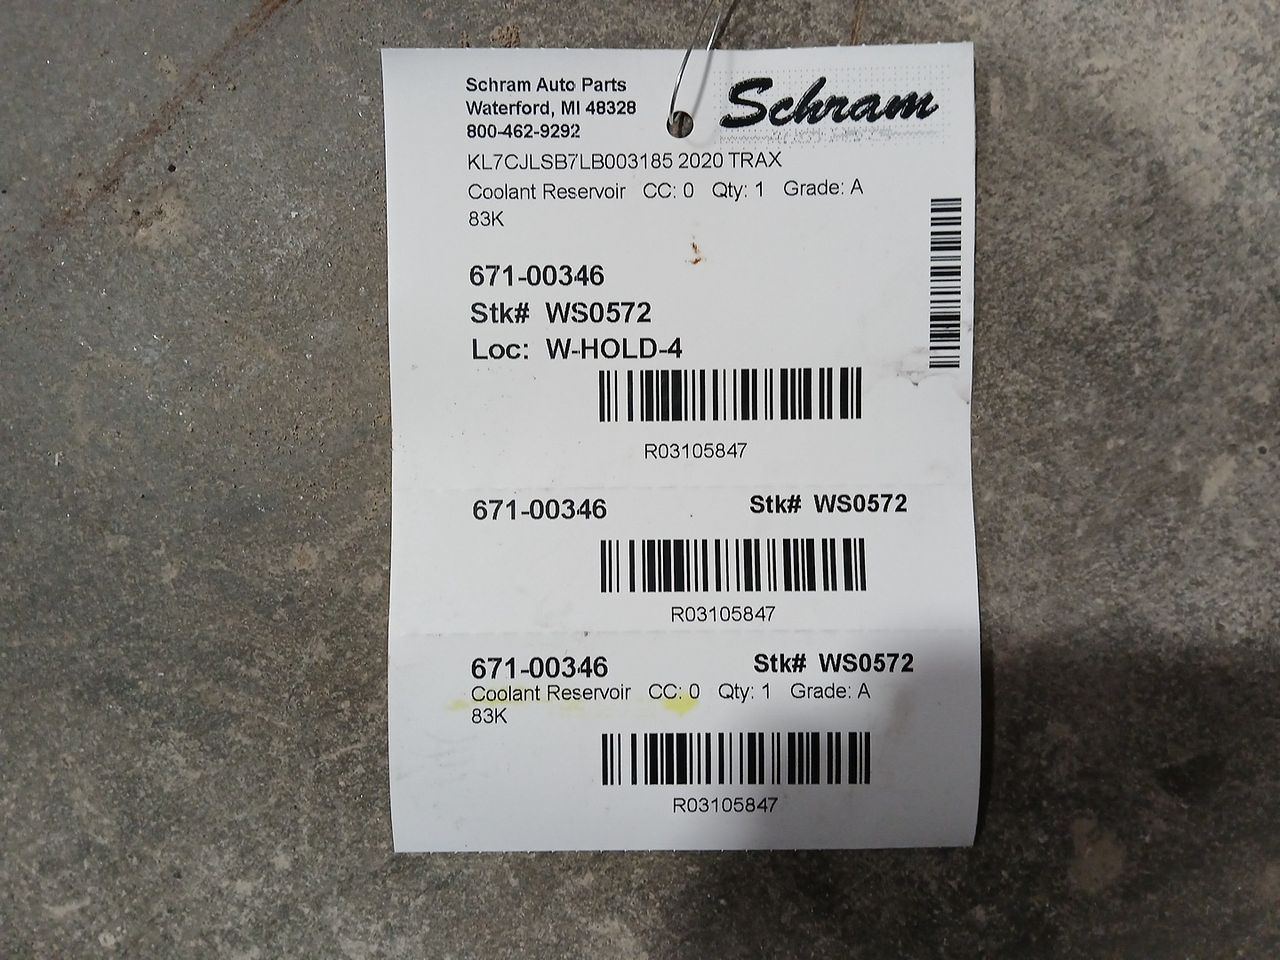 Schram Auto Parts
Waterford, MI 48328
800-462-9292
Schram
KL7CJLSB7LB003185 2020 TRAX
Coolant Reservoir CC: 0 Qty: 1 Grade: A
83K
671-00346
Stk# WS0572
Loc: W-HOLD-4
R03105847
671-00346 Stk# WS0572
R03105847
671-00346 Stk# WS0572
Coolant Reservoir CC: 0 Qty: 1 Grade: A
83K
R03105847